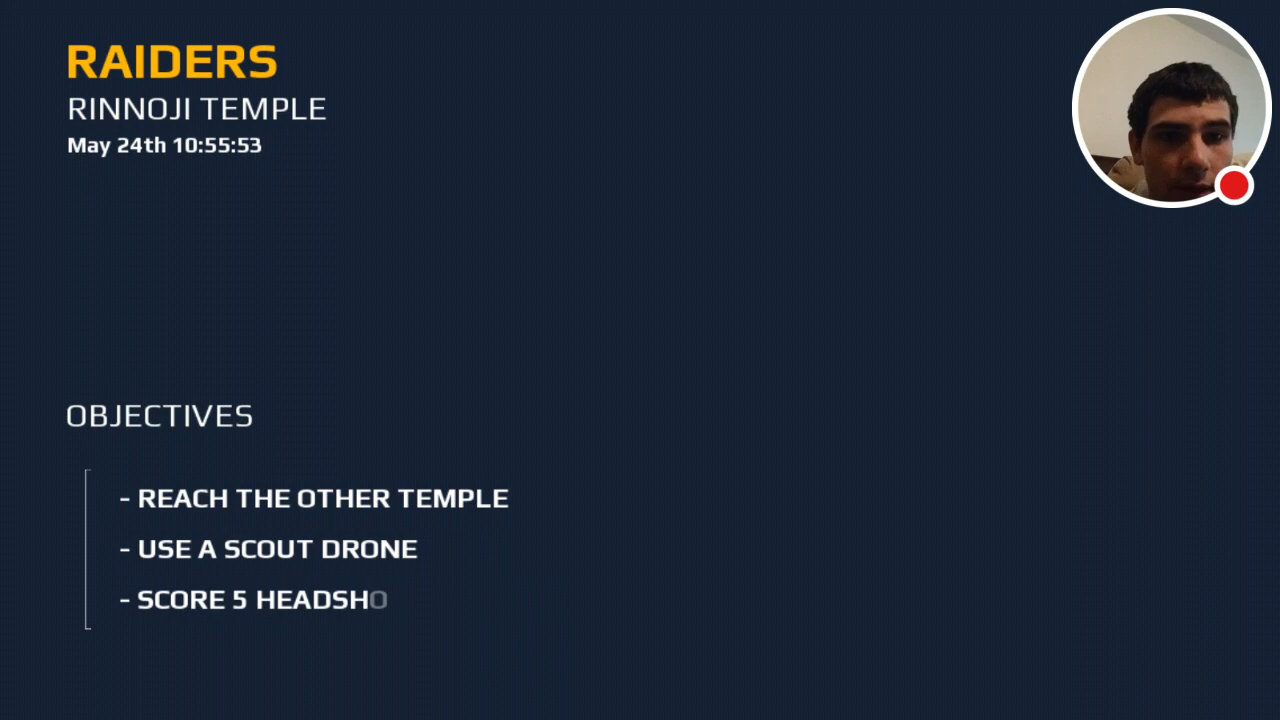 RAIDERS
RINNOJI TEMPLE
May 24th 10:55:53
OBJECTIVES
- REACH THE OTHER TEMPLE
- USE A SCOUT DRONE
- SCORE 5 HEADSHO